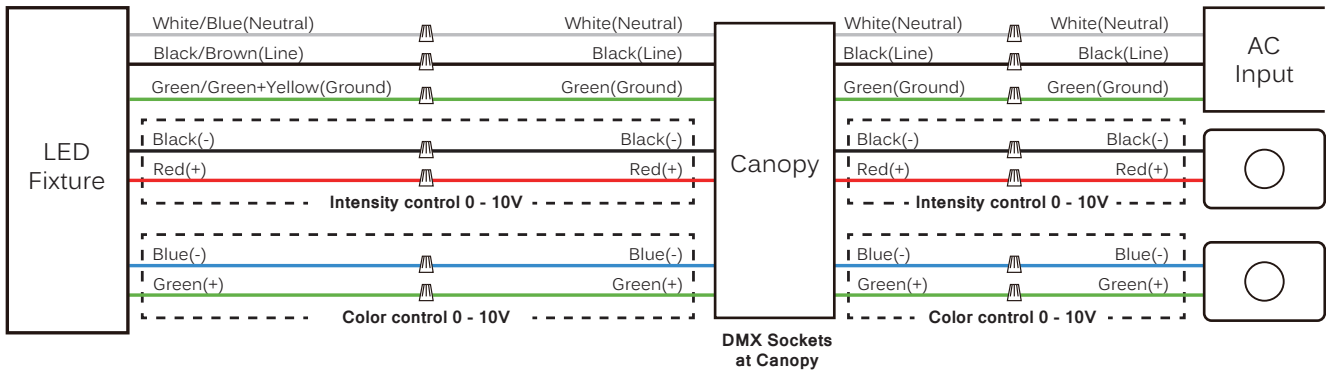 White/Blue(Neutral) White(Neutral) White(Neutral) White(Neutral)
Black/Brown(Line) Black(Line) Black(Line) Black(Line)
AC
Input
Green/Green+Yellow(Ground) Green(Ground) Green(Ground) Green(Ground)
Black(-) Black(-) Black(-) Black(-)
LED
Fixture
Canopy
Red(+) Red(+) Red(+) Red(+)
Intensity control 0 - 10V Intensity control 0 - 10V
Blue(-) Blue(-) Blue(-) Blue(-)
Green(+) Green(+) Green(+) Green(+)
Color control 0 - 10V Color control 0 - 10V
DMX Sockets
at Canopy